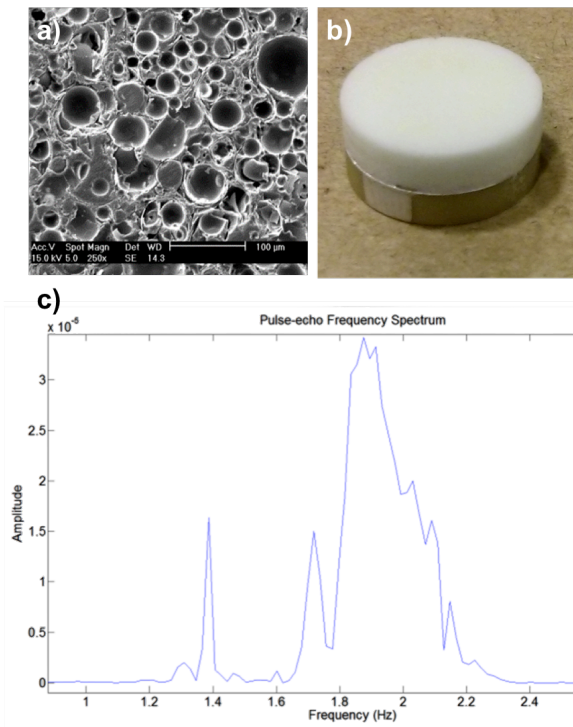 a)
b)
Acc.V Spot Magn Det WD 100 µm
15.0 kV 5.0 250x SE 14.3
c)
Pulse-echo Frequency Spectrum
x 10⁻⁵
3
2.5
2
1.5
1
0.5
0
Amplitude
1 1.2 1.4 1.6 1.8 2 2.2 2.4
Frequency (Hz)